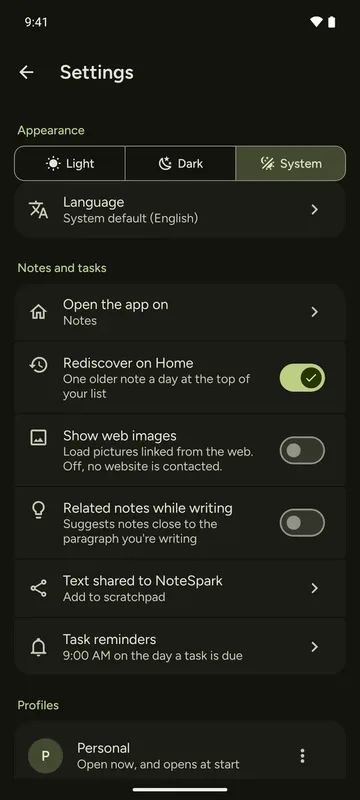 9:41
Settings
Appearance
Light
Dark
System
Language
System default (English)
Notes and tasks
Open the app on
Notes
Rediscover on Home
One older note a day at the top of
your list
Show web images
Load pictures linked from the web.
Off, no website is contacted.
Related notes while writing
Suggests notes close to the
paragraph you're writing
Text shared to NoteSpark
Add to scratchpad
Task reminders
9:00 AM on the day a task is due
Profiles
P
Personal
Open now, and opens at start